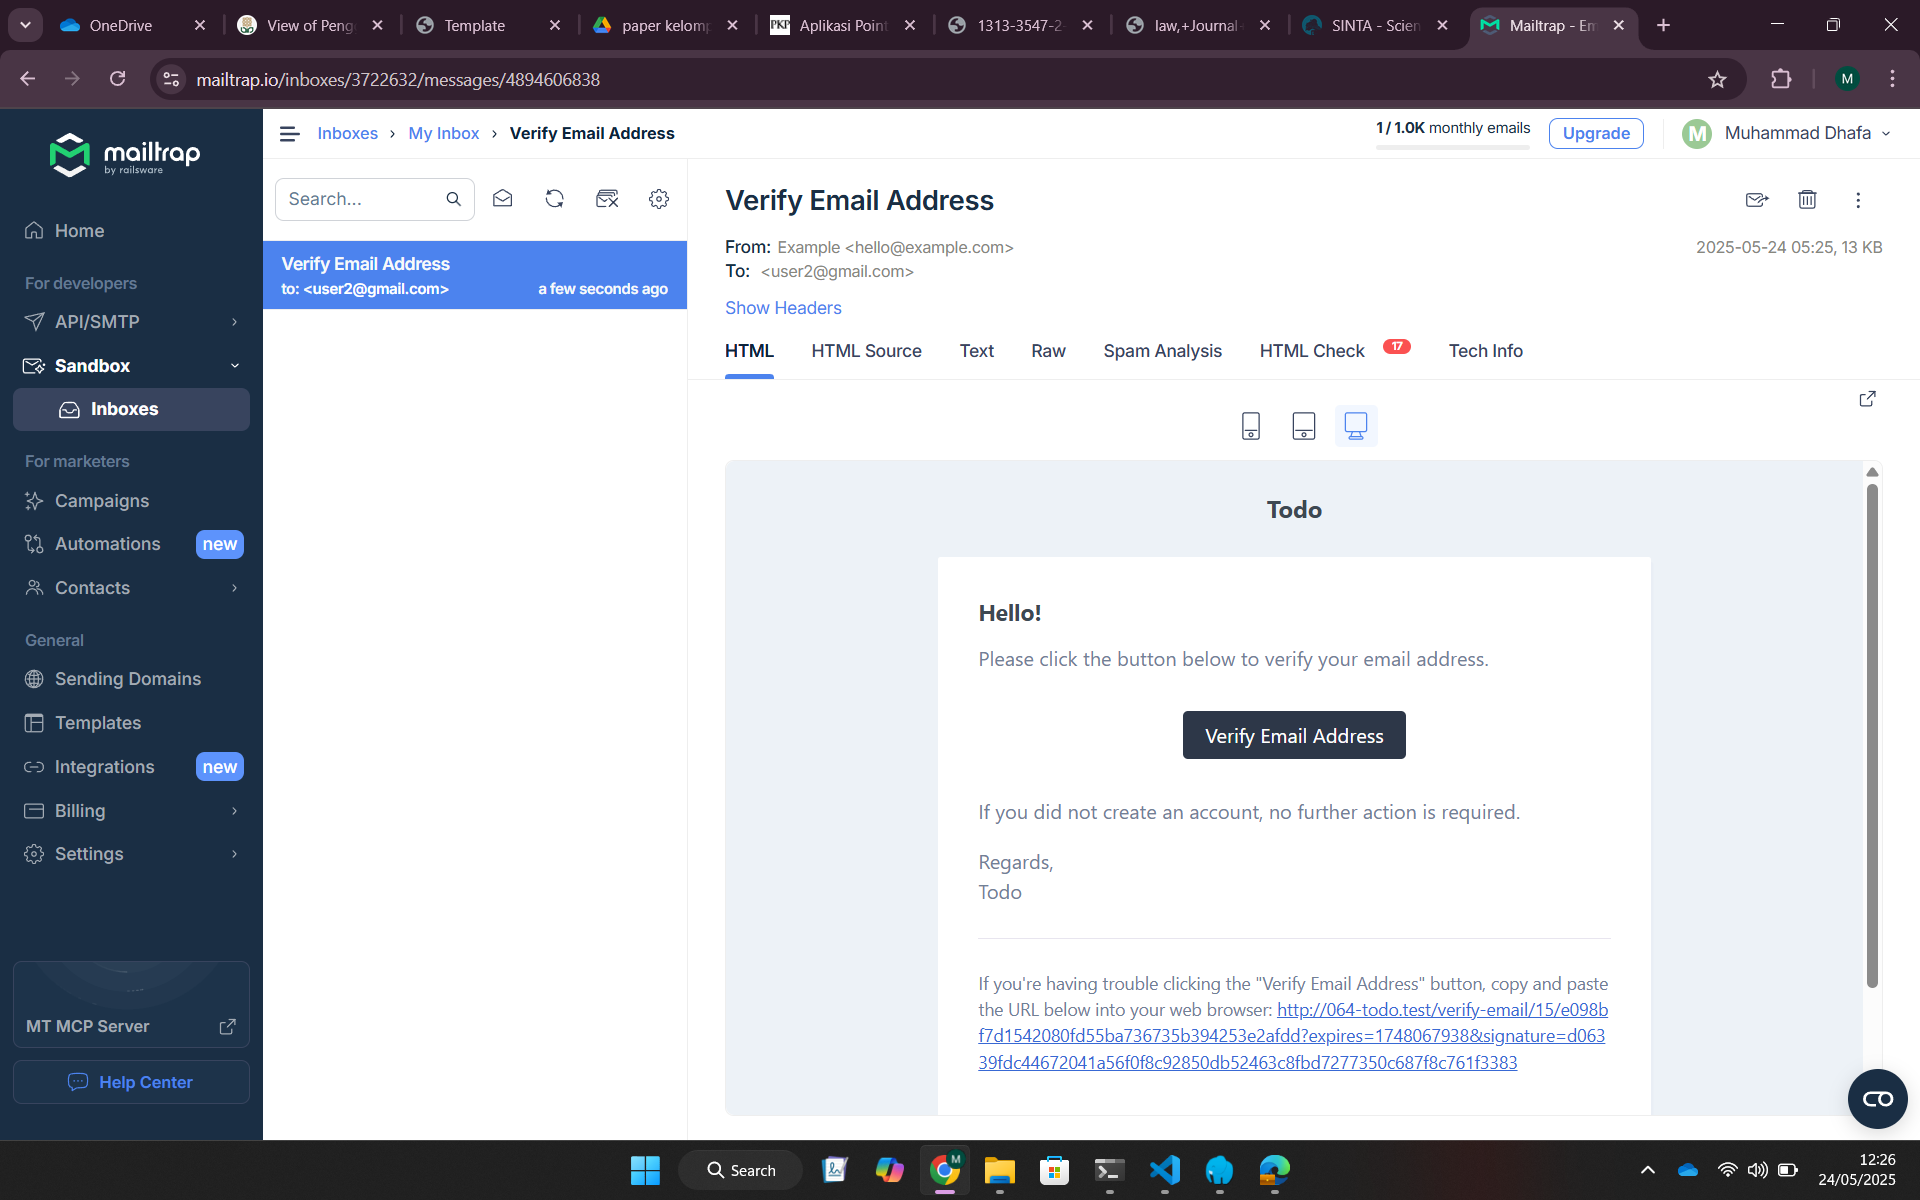 OneDrive
View of Peng
Template
paper kelomp
PKP Aplikasi Point
1313-3547-2-
law,+Journal
SINTA - Scien
Mailtrap - Em
mailtrap.io/inboxes/3722632/messages/4894606838
M
mailtrap
by railsware
Home
For developers
API/SMTP
Sandbox
Inboxes
For marketers
Campaigns
Automations new
Contacts
General
Sending Domains
Templates
Integrations new
Billing
Settings
MT MCP Server
Help Center
Inboxes › My Inbox › Verify Email Address
1 / 1.0K monthly emails
Upgrade
M Muhammad Dhafa
Search...
Verify Email Address
to: <user2@gmail.com> a few seconds ago
Verify Email Address
From: Example <hello@example.com>
2025-05-24 05:25, 13 KB
To: <user2@gmail.com>
Show Headers
HTML HTML Source Text Raw Spam Analysis HTML Check 17 Tech Info
Todo
Hello!
Please click the button below to verify your email address.
Verify Email Address
If you did not create an account, no further action is required.
Regards,
Todo
If you're having trouble clicking the "Verify Email Address" button, copy and paste
the URL below into your web browser: http://064-todo.test/verify-email/15/e098b
f7d1542080fd55ba736735b394253e2afdd?expires=1748067938&signature=d063
39fdc44672041a56f0f8c92850db52463c8fbd7277350c687f8c761f3383
Search
M
12:26
24/05/2025